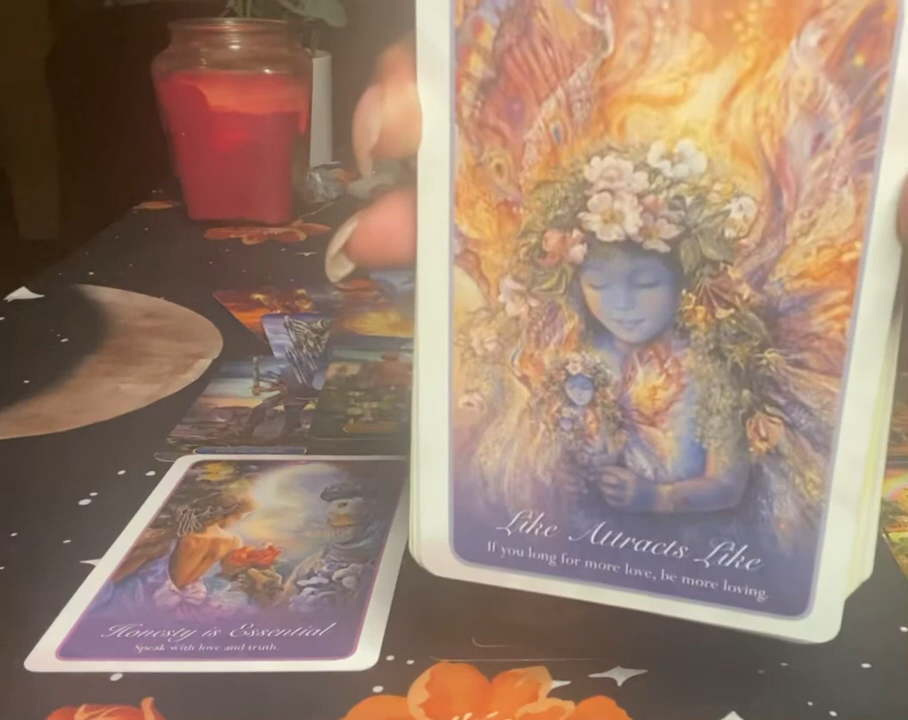 Like Attracts Like
If you long for more love, be more loving.
Honesty is Essential
Speak with love and truth.